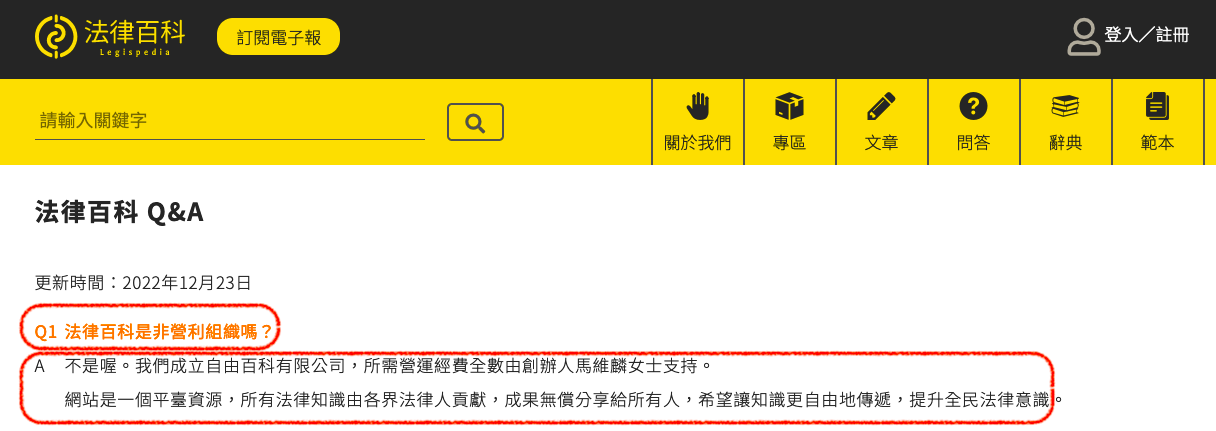 法律百科
Legispedia
訂閱電子報
登入／註冊
請輸入關鍵字
關於我們
專區
文章
問答
辭典
範本
法律百科 Q&A
更新時間：2022年12月23日
Q1 法律百科是非營利組織嗎？
A 不是喔。我們成立自由百科有限公司，所需營運經費全數由創辦人馬維麟女士支持。
網站是一個平臺資源，所有法律知識由各界法律人貢獻，成果無償分享給所有人，希望讓知識更自由地傳遞，提升全民法律意識。